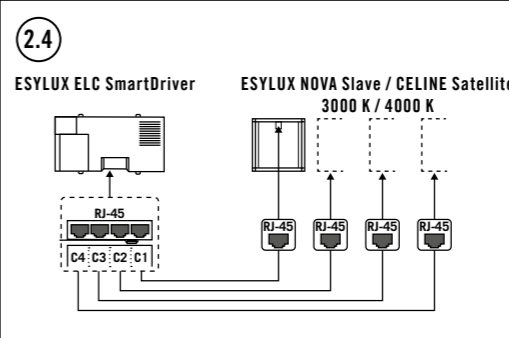 2.4
ESYLUX ELC SmartDriver
ESYLUX NOVA Slave / CELINE Satellite
3000 K / 4000 K
RJ-45
RJ-45 RJ-45 RJ-45 RJ-45
C4 C3 C2 C1